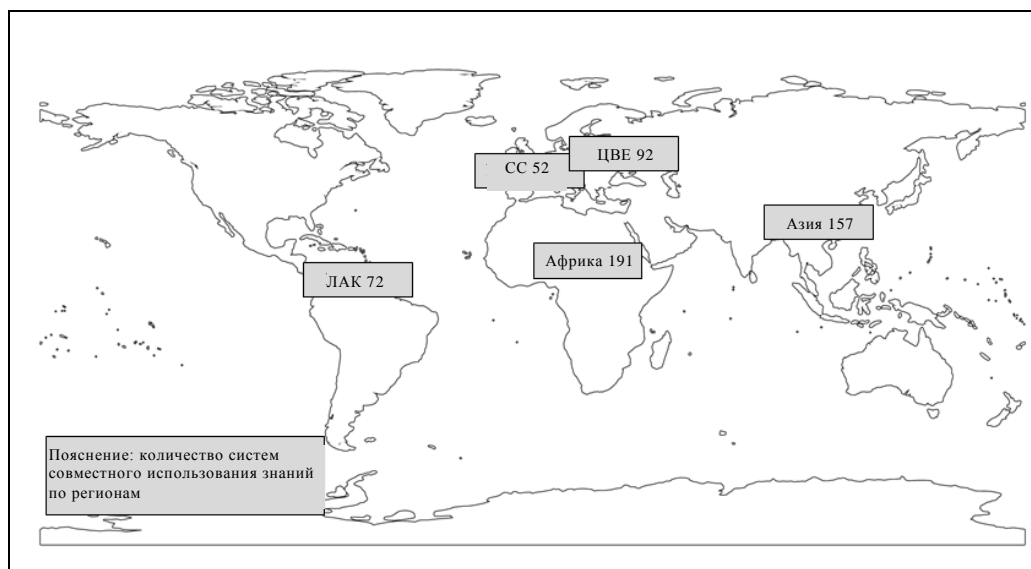 ЦВЕ 92
СС 52
Азия 157
Африка 191
ЛАК 72
Пояснение: количество систем
совместного использования знаний
по регионам